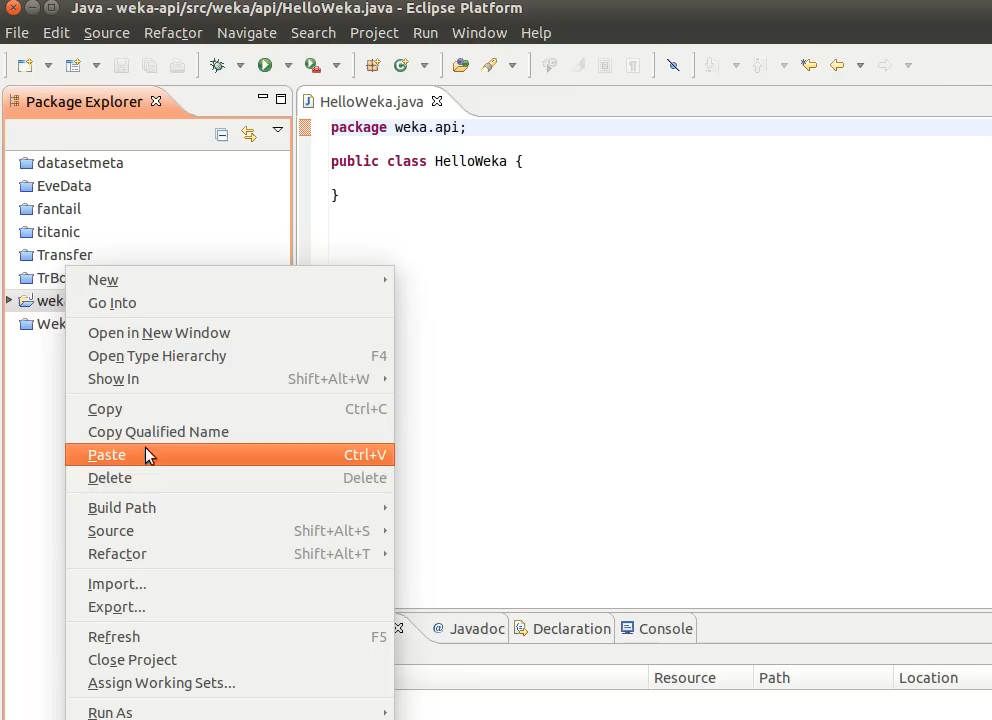 Java - weka-api/src/weka/api/HelloWeka.java - Eclipse Platform
File Edit Source Refactor Navigate Search Project Run Window Help
Package Explorer
HelloWeka.java
package weka.api;
public class HelloWeka {
}
datasetmeta
EveData
fantail
titanic
Transfer
TrBo
wek
Wek
New
Go Into
Open in New Window
Open Type Hierarchy F4
Show In Shift+Alt+W
Copy Ctrl+C
Copy Qualified Name
Paste Ctrl+V
Delete Delete
Build Path
Source Shift+Alt+S
Refactor Shift+Alt+T
Import...
Export...
Refresh F5
Close Project
Assign Working Sets...
Run As
@ Javadoc Declaration Console
Resource Path Location